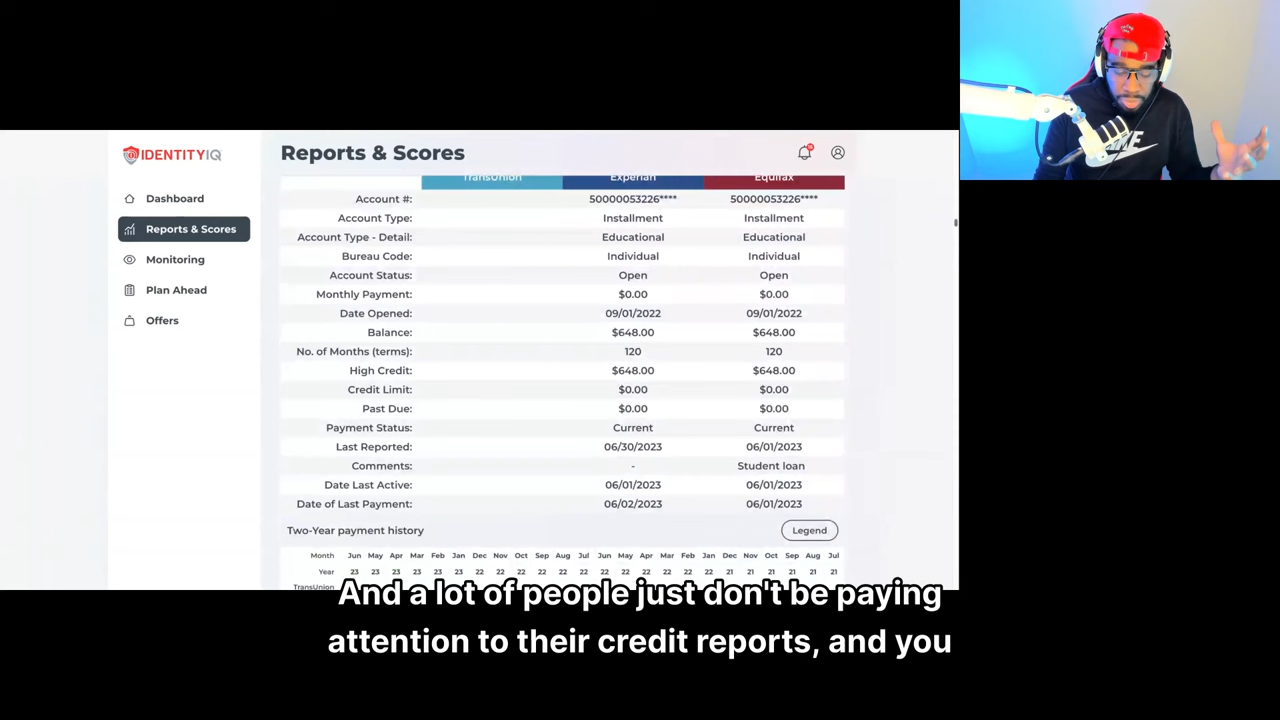 IDENTITYIQ
Dashboard
Reports & Scores
Monitoring
Plan Ahead
Offers
Reports & Scores
TransUnion Experian Equifax
Account #: 50000053226**** 50000053226****
Account Type: Installment Installment
Account Type - Detail: Educational Educational
Bureau Code: Individual Individual
Account Status: Open Open
Monthly Payment: $0.00 $0.00
Date Opened: 09/01/2022 09/01/2022
Balance: $648.00 $648.00
No. of Months (terms): 120 120
High Credit: $648.00 $648.00
Credit Limit: $0.00 $0.00
Past Due: $0.00 $0.00
Payment Status: Current Current
Last Reported: 06/30/2023 06/01/2023
Comments: - Student loan
Date Last Active: 06/01/2023 06/01/2023
Date of Last Payment: 06/02/2023 06/01/2023
Two-Year payment history Legend
Month Jun May Apr Mar Feb Jan Dec Nov Oct Sep Aug Jul Jun May Apr Mar Feb Jan Dec Nov Oct Sep Aug Jul
Year 23 23 23 23 23 23 22 22 22 22 22 22 22 22 22 22 22 22 21 21 21 21 21 21
TransUnion
And a lot of people just don't be paying
attention to their credit reports, and you